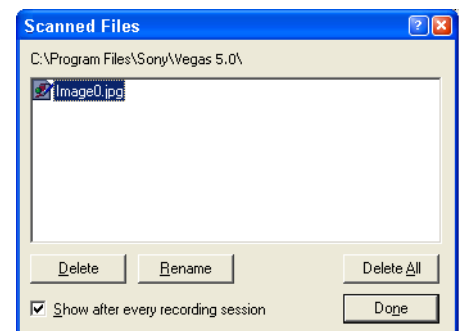 Scanned Files
C:\Program Files\Sony\Vegas 5.0\
Image0.jpg
Delete Rename Delete All
Show after every recording session Done